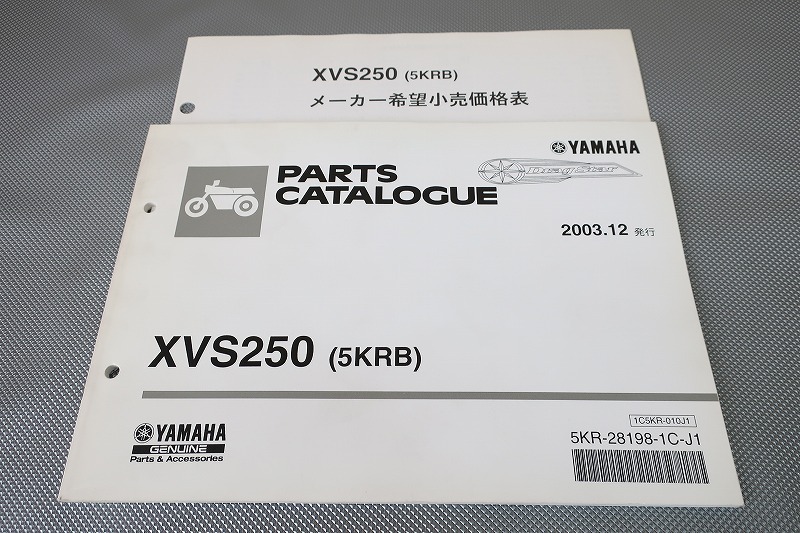 XVS250 (5KRB)
メーカー希望小売価格表
YAMAHA
PARTS
CATALOGUE
DragStar
2003.12 発行
XVS250 (5KRB)
YAMAHA
GENUINE
Parts & Accessories
1C5KR-010J1
5KR-28198-1C-J1